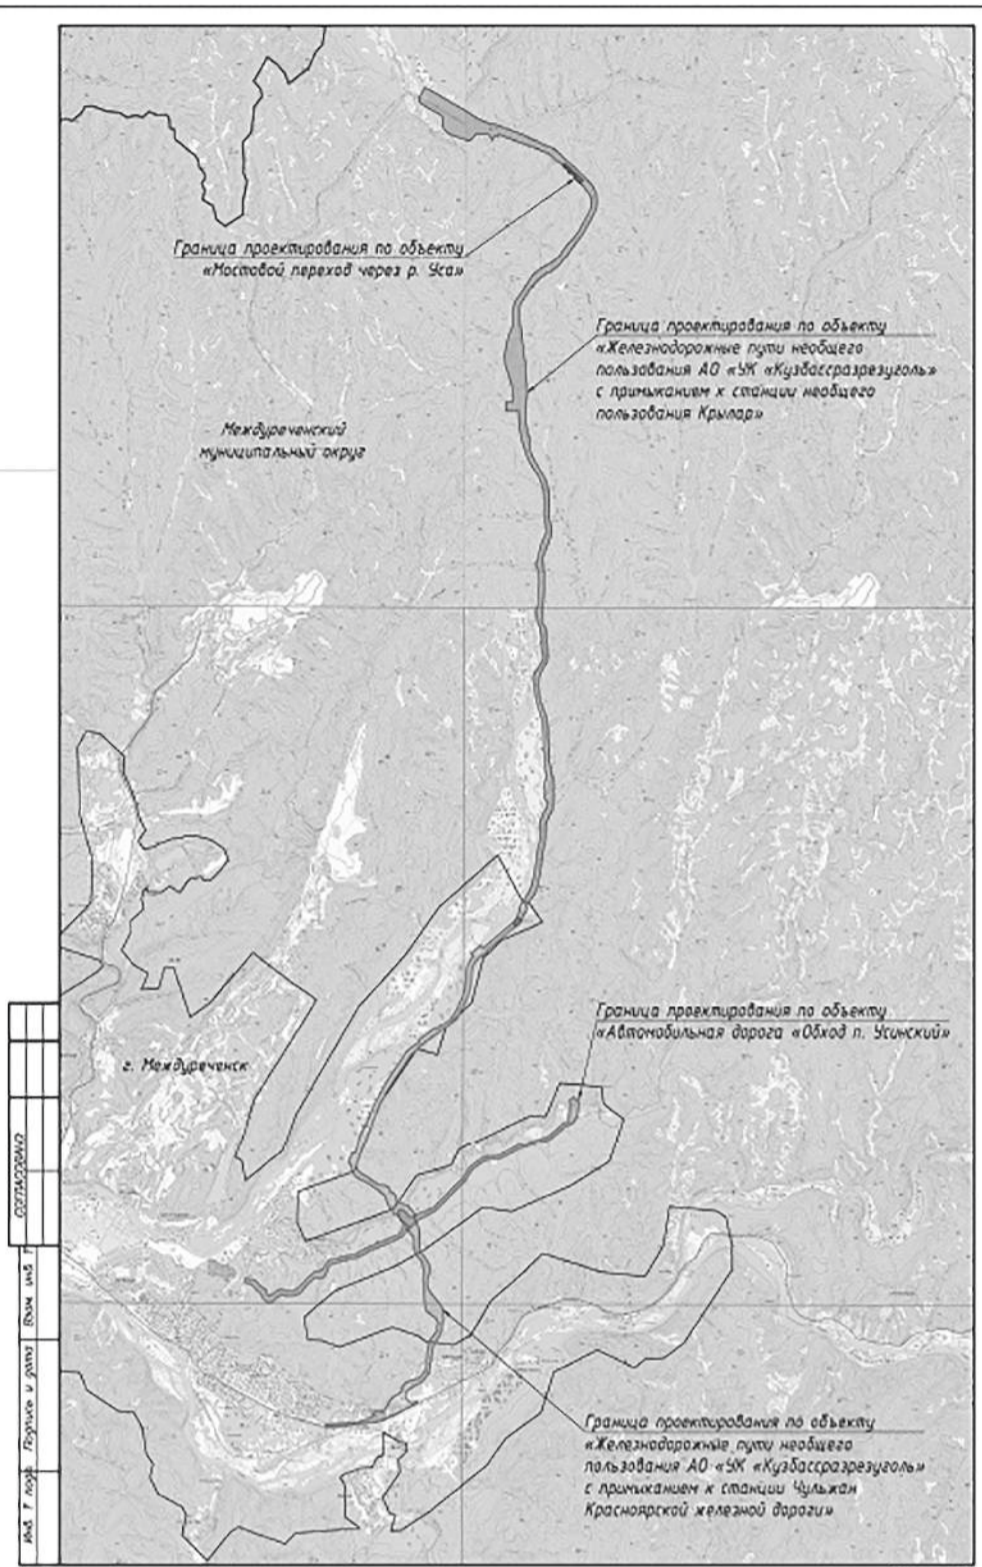 Граница проектирования по объекту
«Мостовой переход через р. Уса»
Граница проектирования по объекту
«Железнодорожные пути необщего
пользования АО «УК «Кузбассразрезуголь»
с примыканием к станции необщего
пользования Крылар»
Междуреченский
муниципальный округ
Граница проектирования по объекту
«Автомобильная дорога «Обход п. Усинский»
г. Междуреченск
Граница проектирования по объекту
«Железнодорожные пути необщего
пользования АО «УК «Кузбассразрезуголь»
с примыканием к станции Чульжан
Красноярской железной дороги»
СОГЛАСОВАНО
Взам. инв.
Подпись и дата